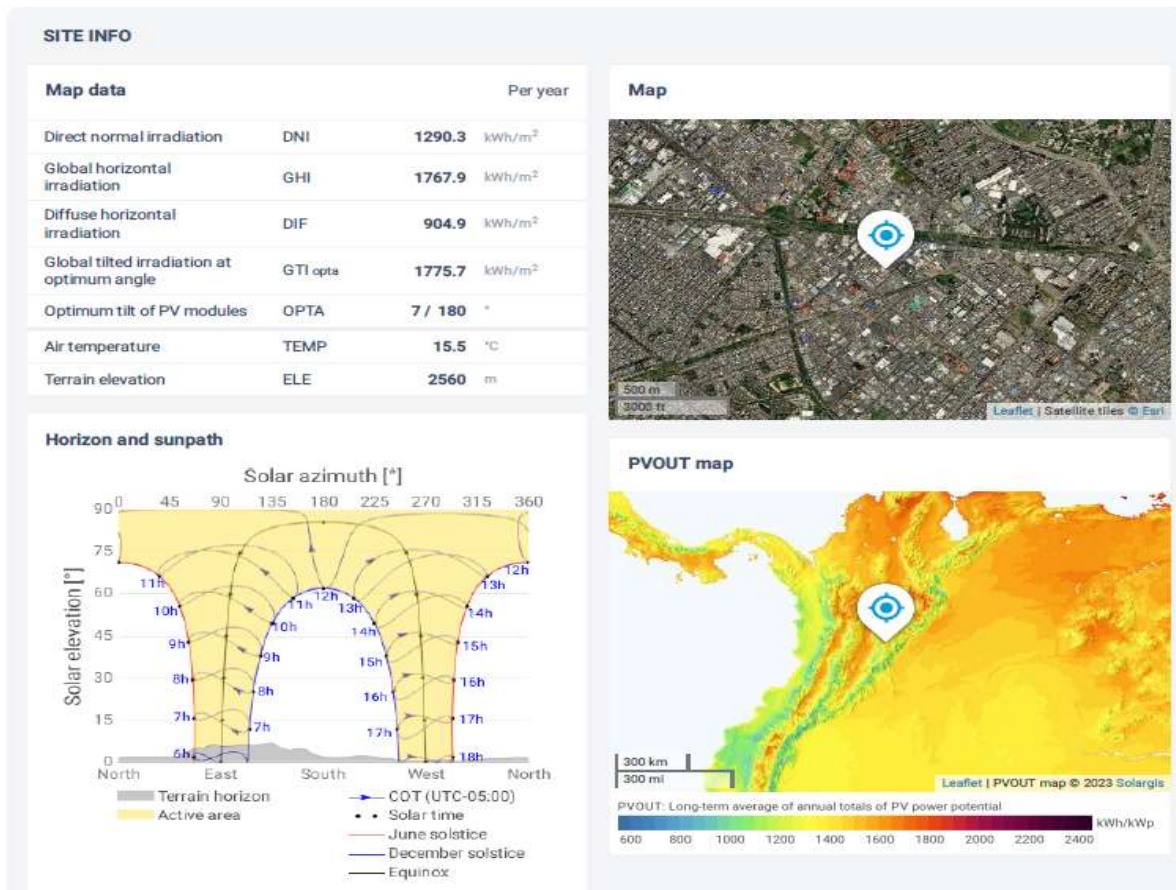 SITE INFO
Map data Per year
Direct normal irradiation DNI 1290.3 kWh/m²
Global horizontal
irradiation GHI 1767.9 kWh/m²
Diffuse horizontal
irradiation DIF 904.9 kWh/m²
Global tilted irradiation at
optimum angle GTI opta 1775.7 kWh/m²
Optimum tilt of PV modules OPTA 7 / 180 °
Air temperature TEMP 15.5 °C
Terrain elevation ELE 2560 m
Map
500 m
3000 ft
Leaflet | Satellite tiles © Esri
Horizon and sunpath
Solar azimuth [°]
0 45 90 135 180 225 270 315 360
Solar elevation [°]
90
75
60
45
30
15
0
11h
10h
9h
8h
7h
6h
11h
10h
9h
8h
7h
12h
13h
14h
15h
16h
17h
12h
13h
14h
15h
16h
17h
18h
North East South West North
Terrain horizon
Active area
COT (UTC-05:00)
Solar time
June solstice
December solstice
Equinox
PVOUT map
300 km
300 mi
Leaflet | PVOUT map © 2023 Solargis
PVOUT: Long-term average of annual totals of PV power potential
kWh/kWp
600 800 1000 1200 1400 1600 1800 2000 2200 2400